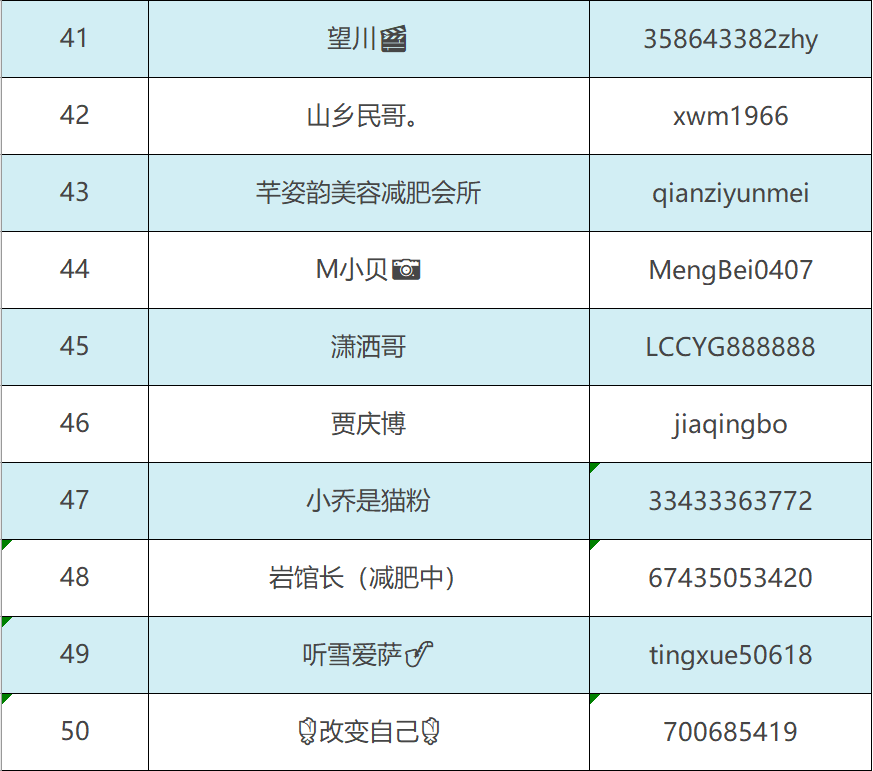 41 望川🎬 358643382zhy
42 山乡民哥。 xwm1966
43 芊姿韵美容减肥会所 qianziyunmei
44 M小贝📷 MengBei0407
45 潇洒哥 LCCYG888888
46 贾庆博 jiaqingbo
47 小乔是猫粉 33433363772
48 岩馆长（减肥中） 67435053420
49 听雪爱萨🎷 tingxue50618
50 🥊改变自己🥊 700685419